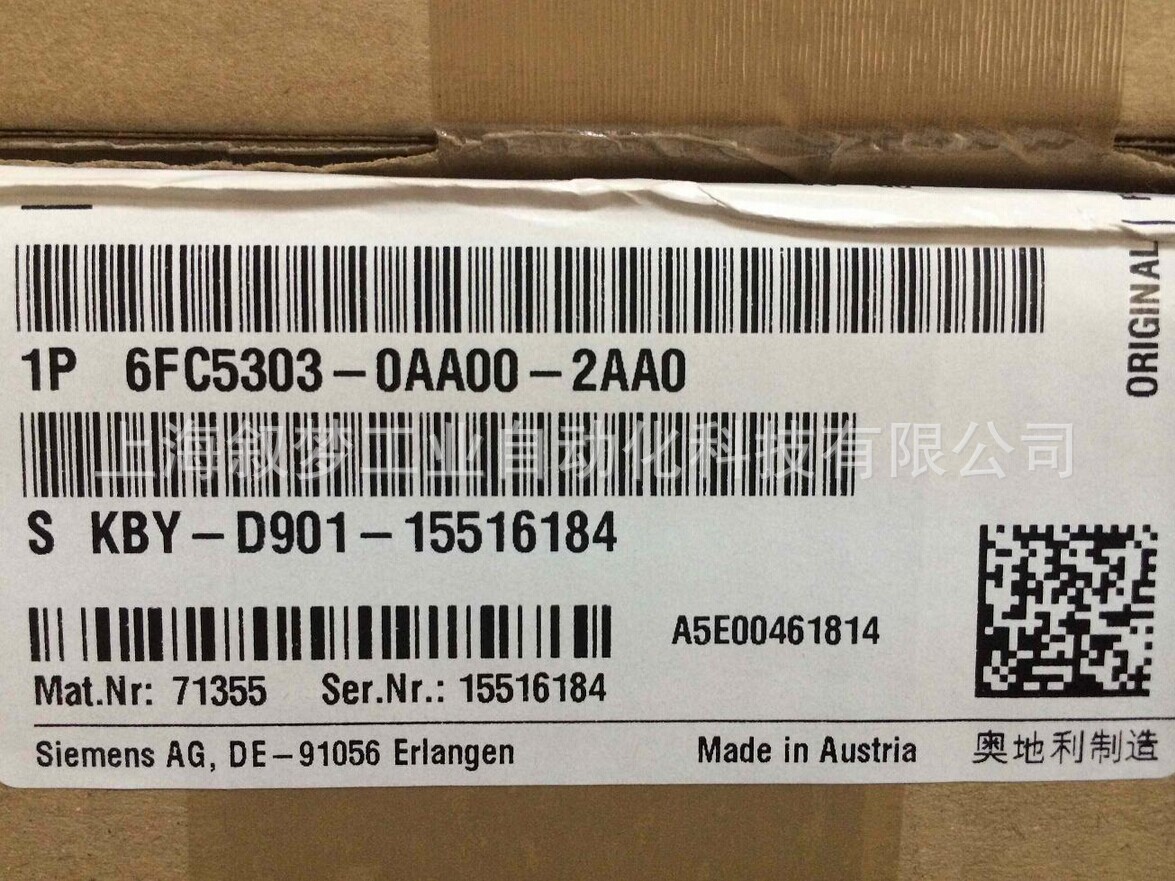 ORIGINAL
1P 6FC5303-0AA00-2AA0
上海叙梦工业自动化科技有限公司
S KBY-D901-15516184
A5E00461814
Mat.Nr: 71355 Ser.Nr.: 15516184
Siemens AG, DE-91056 Erlangen Made in Austria 奥地利制造